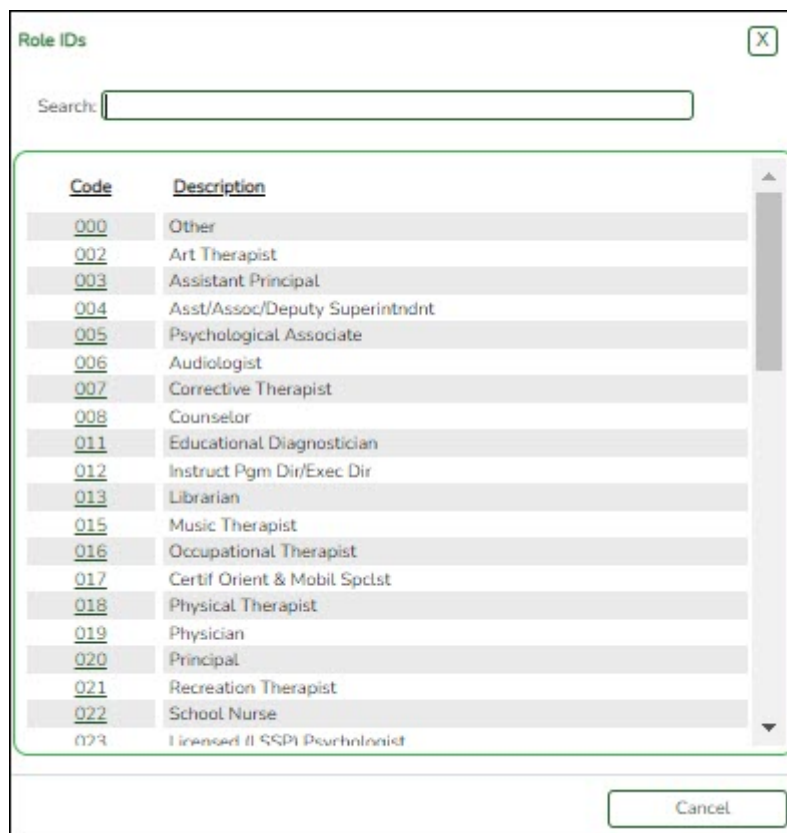 Role IDs
X
Search:
Code Description
000 Other
002 Art Therapist
003 Assistant Principal
004 Asst/Assoc/Deputy Superintndnt
005 Psychological Associate
006 Audiologist
007 Corrective Therapist
008 Counselor
011 Educational Diagnostician
012 Instruct Pgm Dir/Exec Dir
013 Librarian
015 Music Therapist
016 Occupational Therapist
017 Certif Orient & Mobil Spclst
018 Physical Therapist
019 Physician
020 Principal
021 Recreation Therapist
022 School Nurse
023 Licensed (LSSP) Psychologist
Cancel